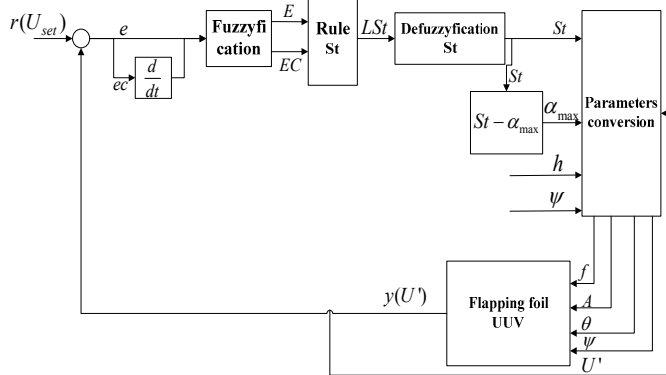 r(U_set)
e
ec
d/dt
Fuzzyfi
cation
E
EC
Rule
St
LSt
Defuzzyfication
St
St
St
St − α_max
α_max
h
ψ
Parameters
conversion
f
A
θ
ψ
U'
Flapping foil
UUV
y(U')